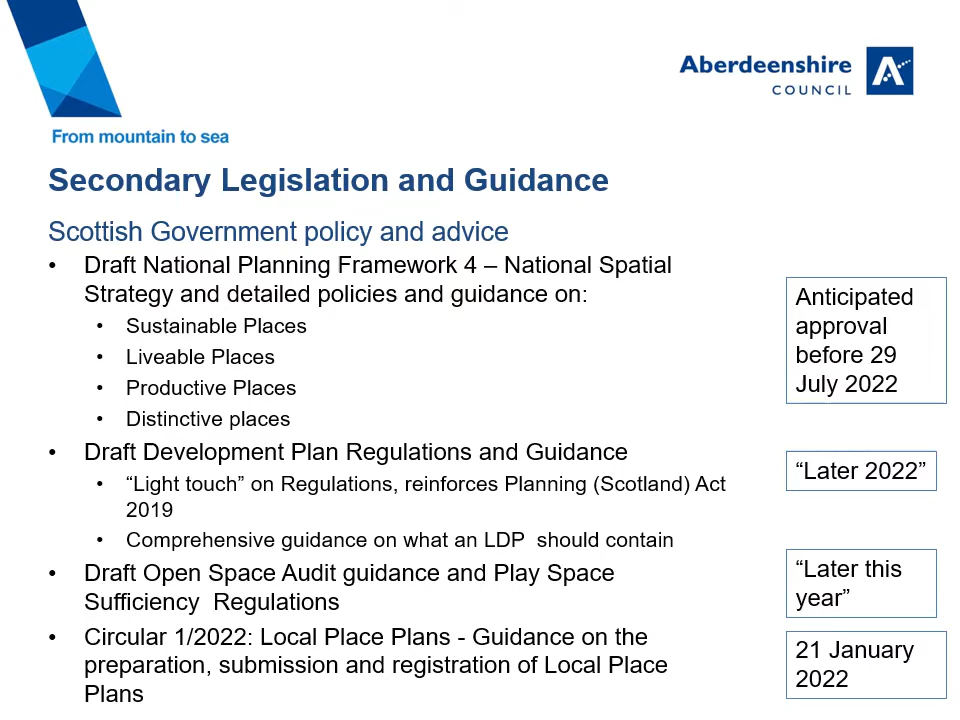 Aberdeenshire
COUNCIL
From mountain to sea
Secondary Legislation and Guidance
Scottish Government policy and advice
• Draft National Planning Framework 4 – National Spatial
Strategy and detailed policies and guidance on:
• Sustainable Places
• Liveable Places
• Productive Places
• Distinctive places
Anticipated
approval
before 29
July 2022
• Draft Development Plan Regulations and Guidance
• “Light touch” on Regulations, reinforces Planning (Scotland) Act
2019
• Comprehensive guidance on what an LDP  should contain
“Later 2022”
• Draft Open Space Audit guidance and Play Space
Sufficiency  Regulations
“Later this
year”
• Circular 1/2022: Local Place Plans - Guidance on the
preparation, submission and registration of Local Place
Plans
21 January
2022